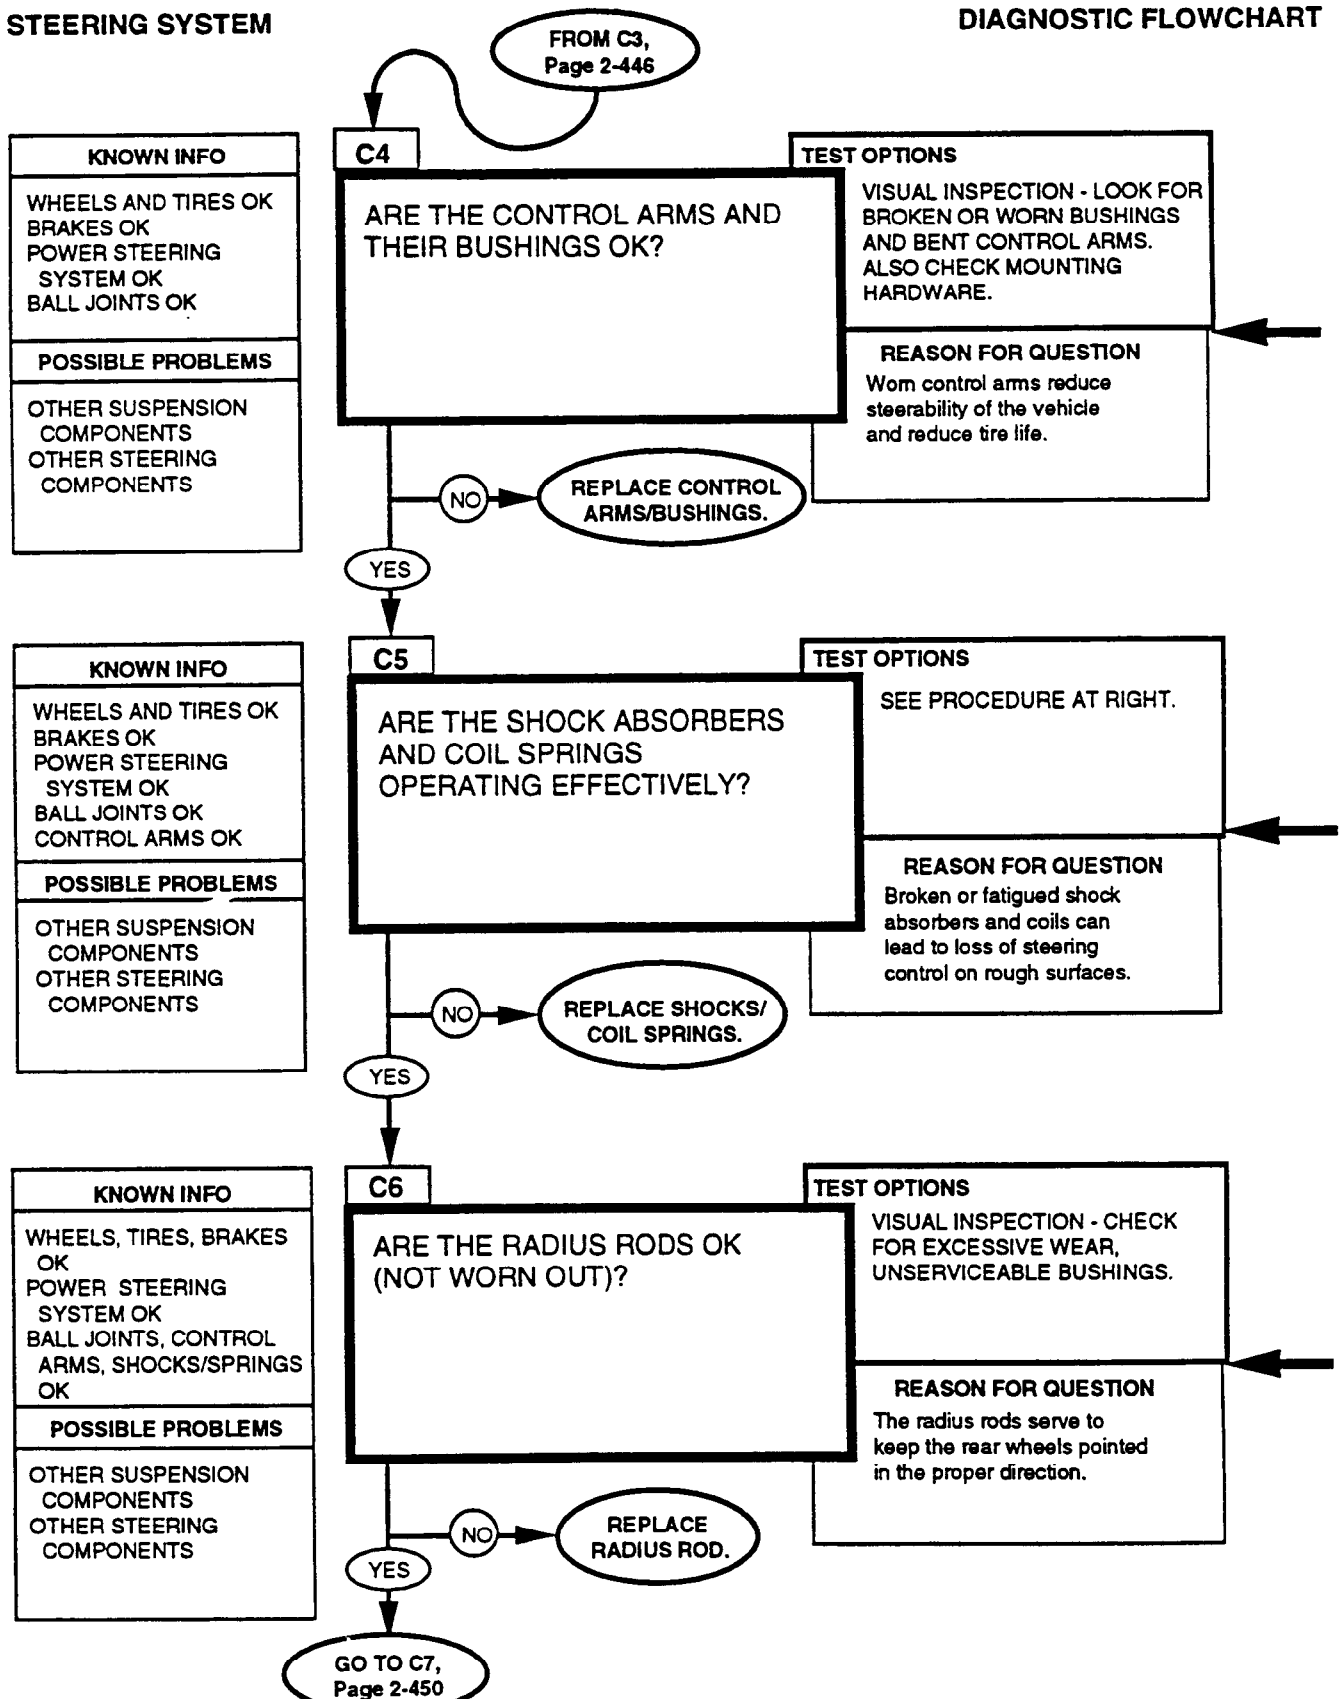 STEERING SYSTEM
DIAGNOSTIC FLOWCHART
FROM C3,
Page 2-446
KNOWN INFO
WHEELS AND TIRES OK
BRAKES OK
POWER STEERING
SYSTEM OK
BALL JOINTS OK
POSSIBLE PROBLEMS
OTHER SUSPENSION
COMPONENTS
OTHER STEERING
COMPONENTS
C4
ARE THE CONTROL ARMS AND
THEIR BUSHINGS OK?
TEST OPTIONS
VISUAL INSPECTION - LOOK FOR
BROKEN OR WORN BUSHINGS
AND BENT CONTROL ARMS.
ALSO CHECK MOUNTING
HARDWARE.
REASON FOR QUESTION
Worn control arms reduce
steerability of the vehicle
and reduce tire life.
NO
REPLACE CONTROL
ARMS/BUSHINGS.
YES
KNOWN INFO
WHEELS AND TIRES OK
BRAKES OK
POWER STEERING
SYSTEM OK
BALL JOINTS OK
CONTROL ARMS OK
POSSIBLE PROBLEMS
OTHER SUSPENSION
COMPONENTS
OTHER STEERING
COMPONENTS
C5
ARE THE SHOCK ABSORBERS
AND COIL SPRINGS
OPERATING EFFECTIVELY?
TEST OPTIONS
SEE PROCEDURE AT RIGHT.
REASON FOR QUESTION
Broken or fatigued shock
absorbers and coils can
lead to loss of steering
control on rough surfaces.
NO
REPLACE SHOCKS/
COIL SPRINGS.
YES
KNOWN INFO
WHEELS, TIRES, BRAKES
OK
POWER STEERING
SYSTEM OK
BALL JOINTS, CONTROL
ARMS, SHOCKS/SPRINGS
OK
POSSIBLE PROBLEMS
OTHER SUSPENSION
COMPONENTS
OTHER STEERING
COMPONENTS
C6
ARE THE RADIUS RODS OK
(NOT WORN OUT)?
TEST OPTIONS
VISUAL INSPECTION - CHECK
FOR EXCESSIVE WEAR,
UNSERVICEABLE BUSHINGS.
REASON FOR QUESTION
The radius rods serve to
keep the rear wheels pointed
in the proper direction.
NO
REPLACE
RADIUS ROD.
YES
GO TO C7,
Page 2-450